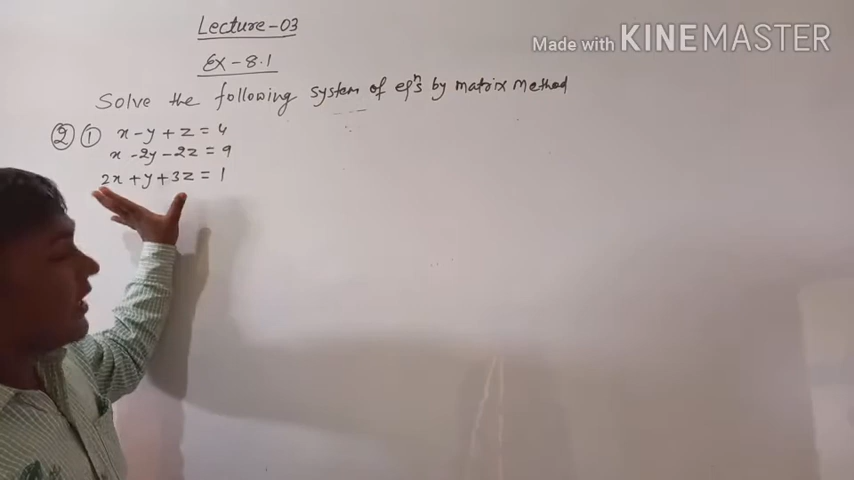 Lecture-03
Made with KINEMASTER
Ex-8.1
Solve the following system of eqⁿs by matrix Method
② ① x - y + z = 4
x - 2y - 2z = 9
2x + y + 3z = 1